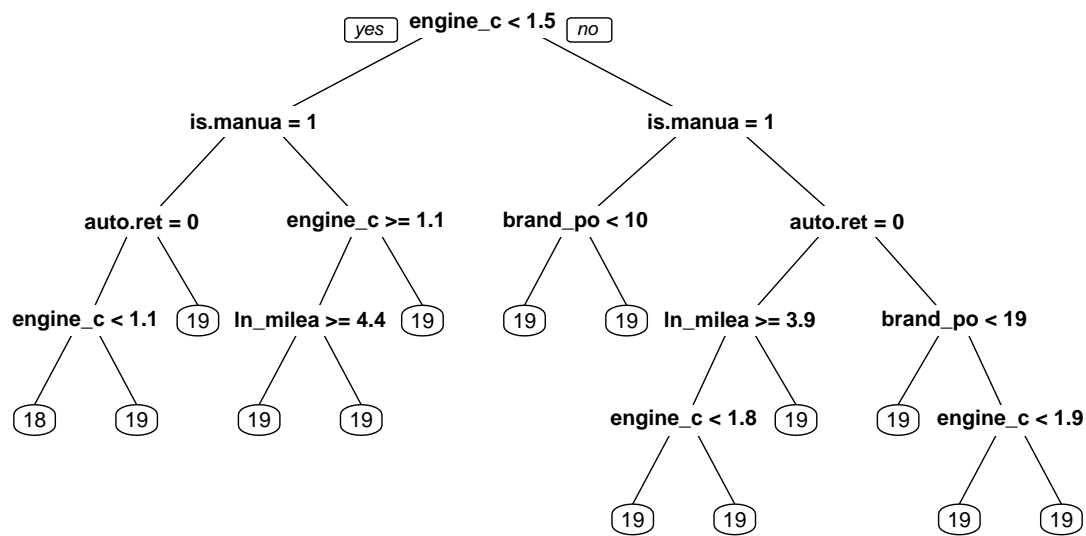 yes engine_c < 1.5 no
is.manua = 1 is.manua = 1
auto.ret = 0 engine_c >= 1.1 brand_po < 10 auto.ret = 0
engine_c < 1.1 19 ln_milea >= 4.4 19 19 19 ln_milea >= 3.9 brand_po < 19
18 19 19 19 engine_c < 1.8 19 19 engine_c < 1.9
19 19 19 19